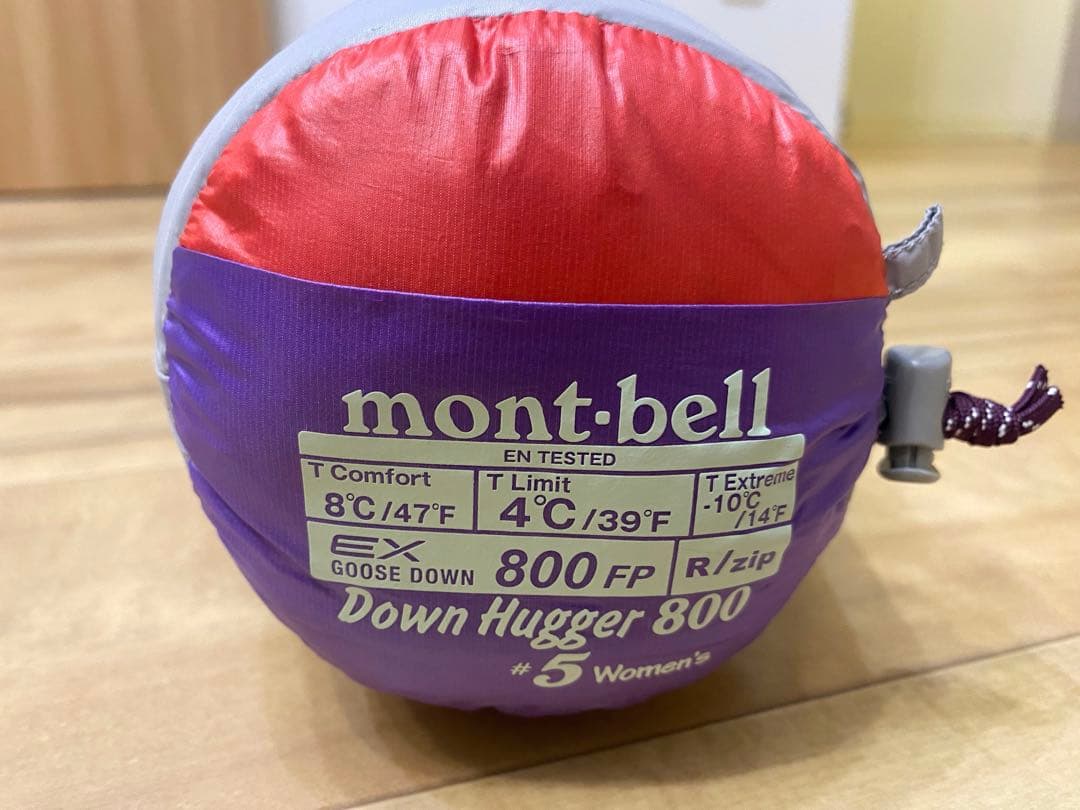 mont·bell
EN TESTED
T Comfort
8℃/47°F
T Limit
4℃/39°F
T Extreme
-10℃
/14°F
EX
GOOSE DOWN
800 FP
R/zip
Down Hugger 800
#5 Women's